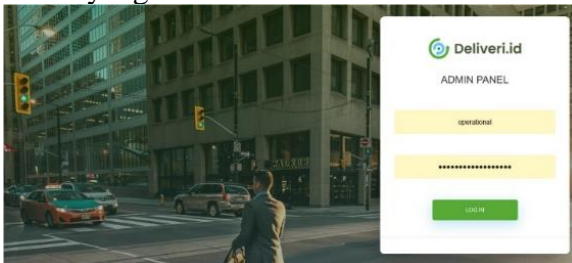 Deliveri.id
ADMIN PANEL
operational
••••••••••••••••••
LOG IN